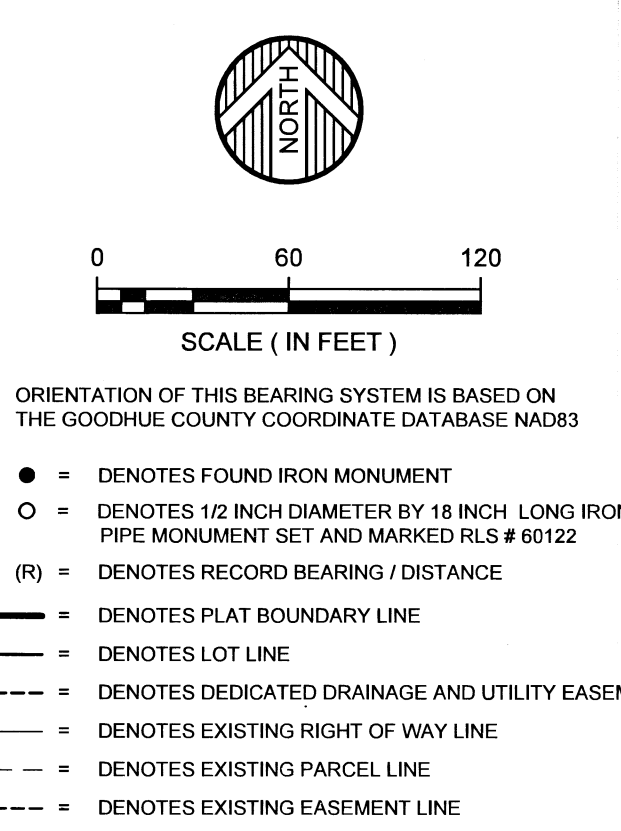 NORTH
0 60 120
SCALE ( IN FEET )
ORIENTATION OF THIS BEARING SYSTEM IS BASED ON
THE GOODHUE COUNTY COORDINATE DATABASE NAD83
● = DENOTES FOUND IRON MONUMENT
○ = DENOTES 1/2 INCH DIAMETER BY 18 INCH LONG IRON
PIPE MONUMENT SET AND MARKED RLS # 60122
(R) = DENOTES RECORD BEARING / DISTANCE
= DENOTES PLAT BOUNDARY LINE
= DENOTES LOT LINE
= DENOTES DEDICATED DRAINAGE AND UTILITY
= DENOTES EXISTING RIGHT OF WAY LINE
= DENOTES EXISTING PARCEL LINE
= DENOTES EXISTING EASEMENT LINE